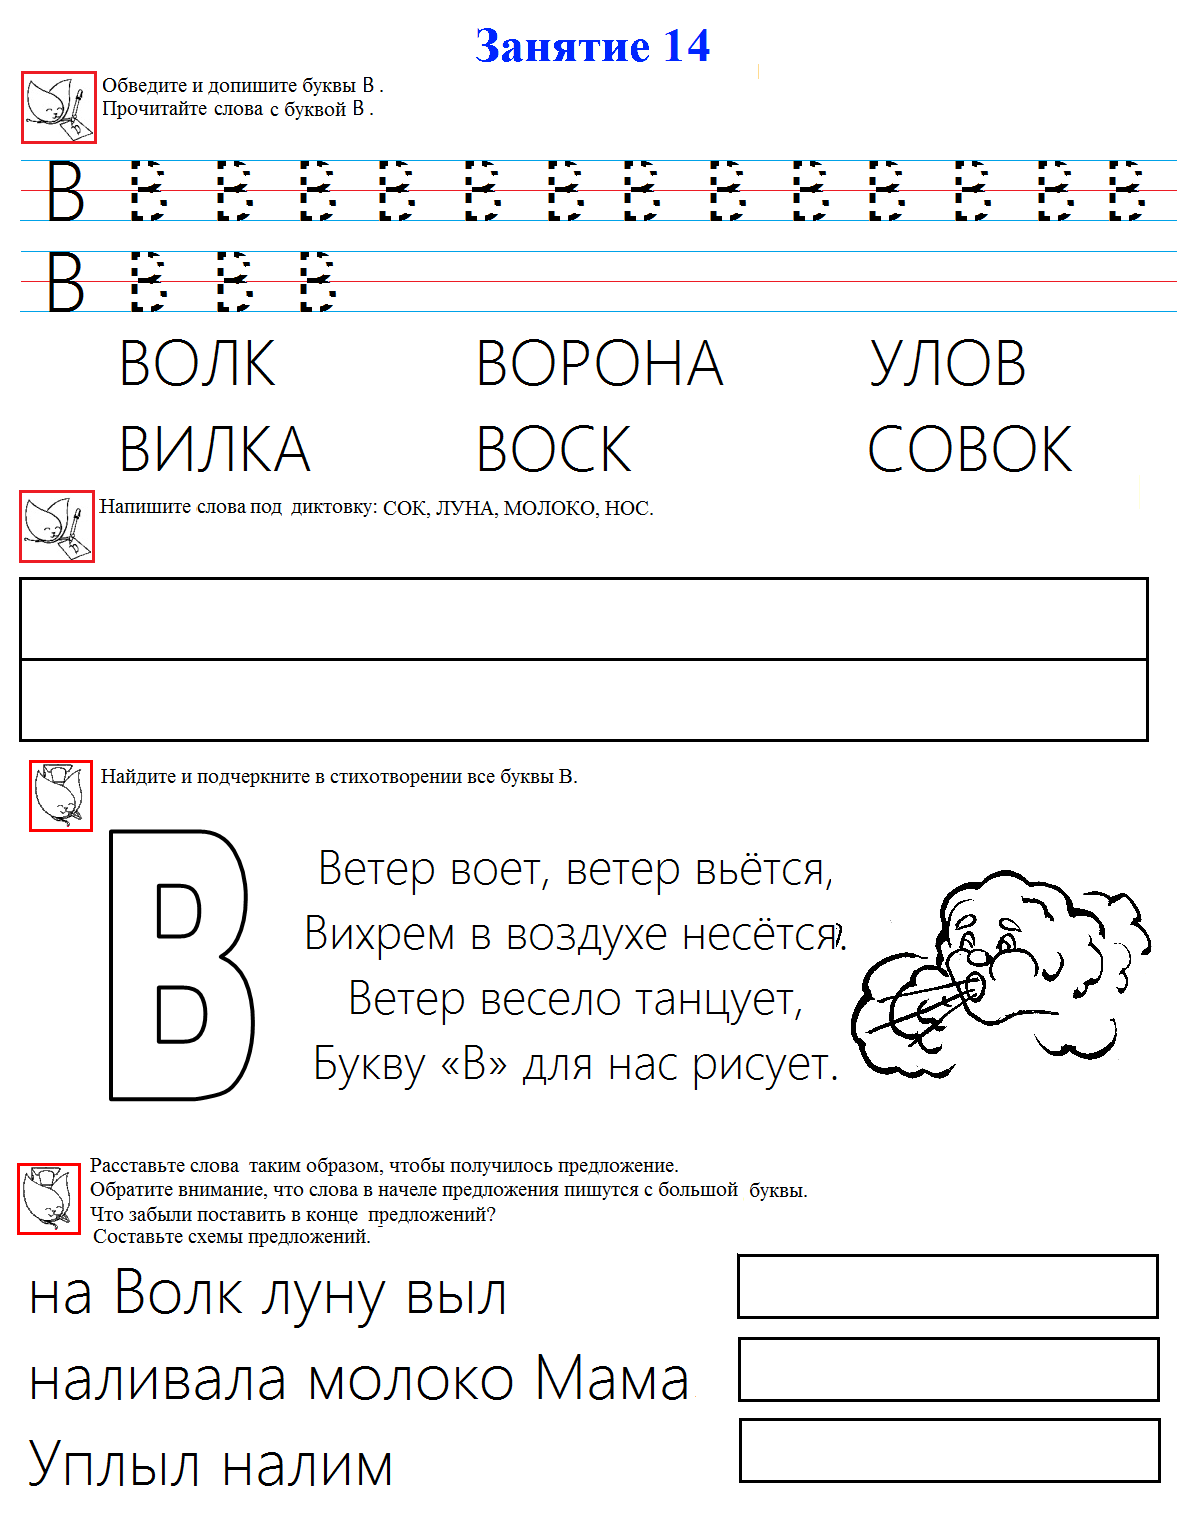 Занятие 14
Обведите и допишите буквы В .
Прочитайте слова с буквой В .
В В В В В В В В В В В В В В
В В В В
ВОЛК ВОРОНА УЛОВ
ВИЛКА ВОСК СОВОК
Напишите слова под диктовку: СОК, ЛУНА, МОЛОКО, НОС.
Найдите и подчеркните в стихотворении все буквы В.
В
Ветер воет, ветер вьётся,
Вихрем в воздухе несётся.
Ветер весело танцует,
Букву «В» для нас рисует.
Расставьте слова таким образом, чтобы получилось предложение.
Обратите внимание, что слова в начеле предложения пишутся с большой буквы.
Что забыли поставить в конце предложений?
Составьте схемы предложений.
на Волк луну выл
наливала молоко Мама
Уплыл налим